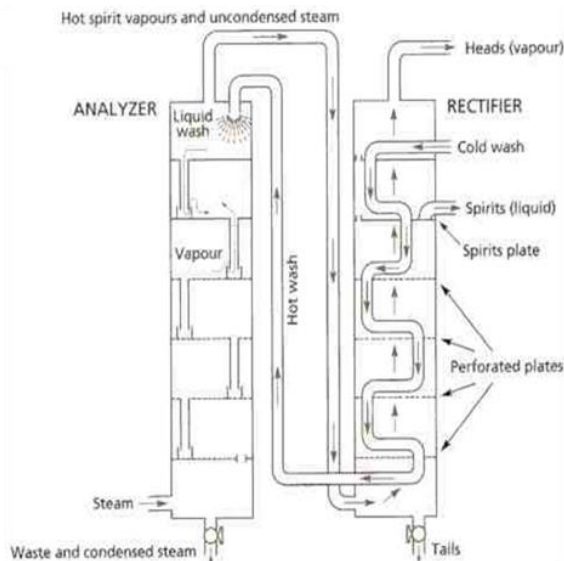 Hot spirit vapours and uncondensed steam
Heads (vapour)
ANALYZER
RECTIFIER
Liquid
wash
Cold wash
Spirits (liquid)
Vapour
Spirits plate
Hot wash
Perforated plates
Steam
Waste and condensed steam
Tails